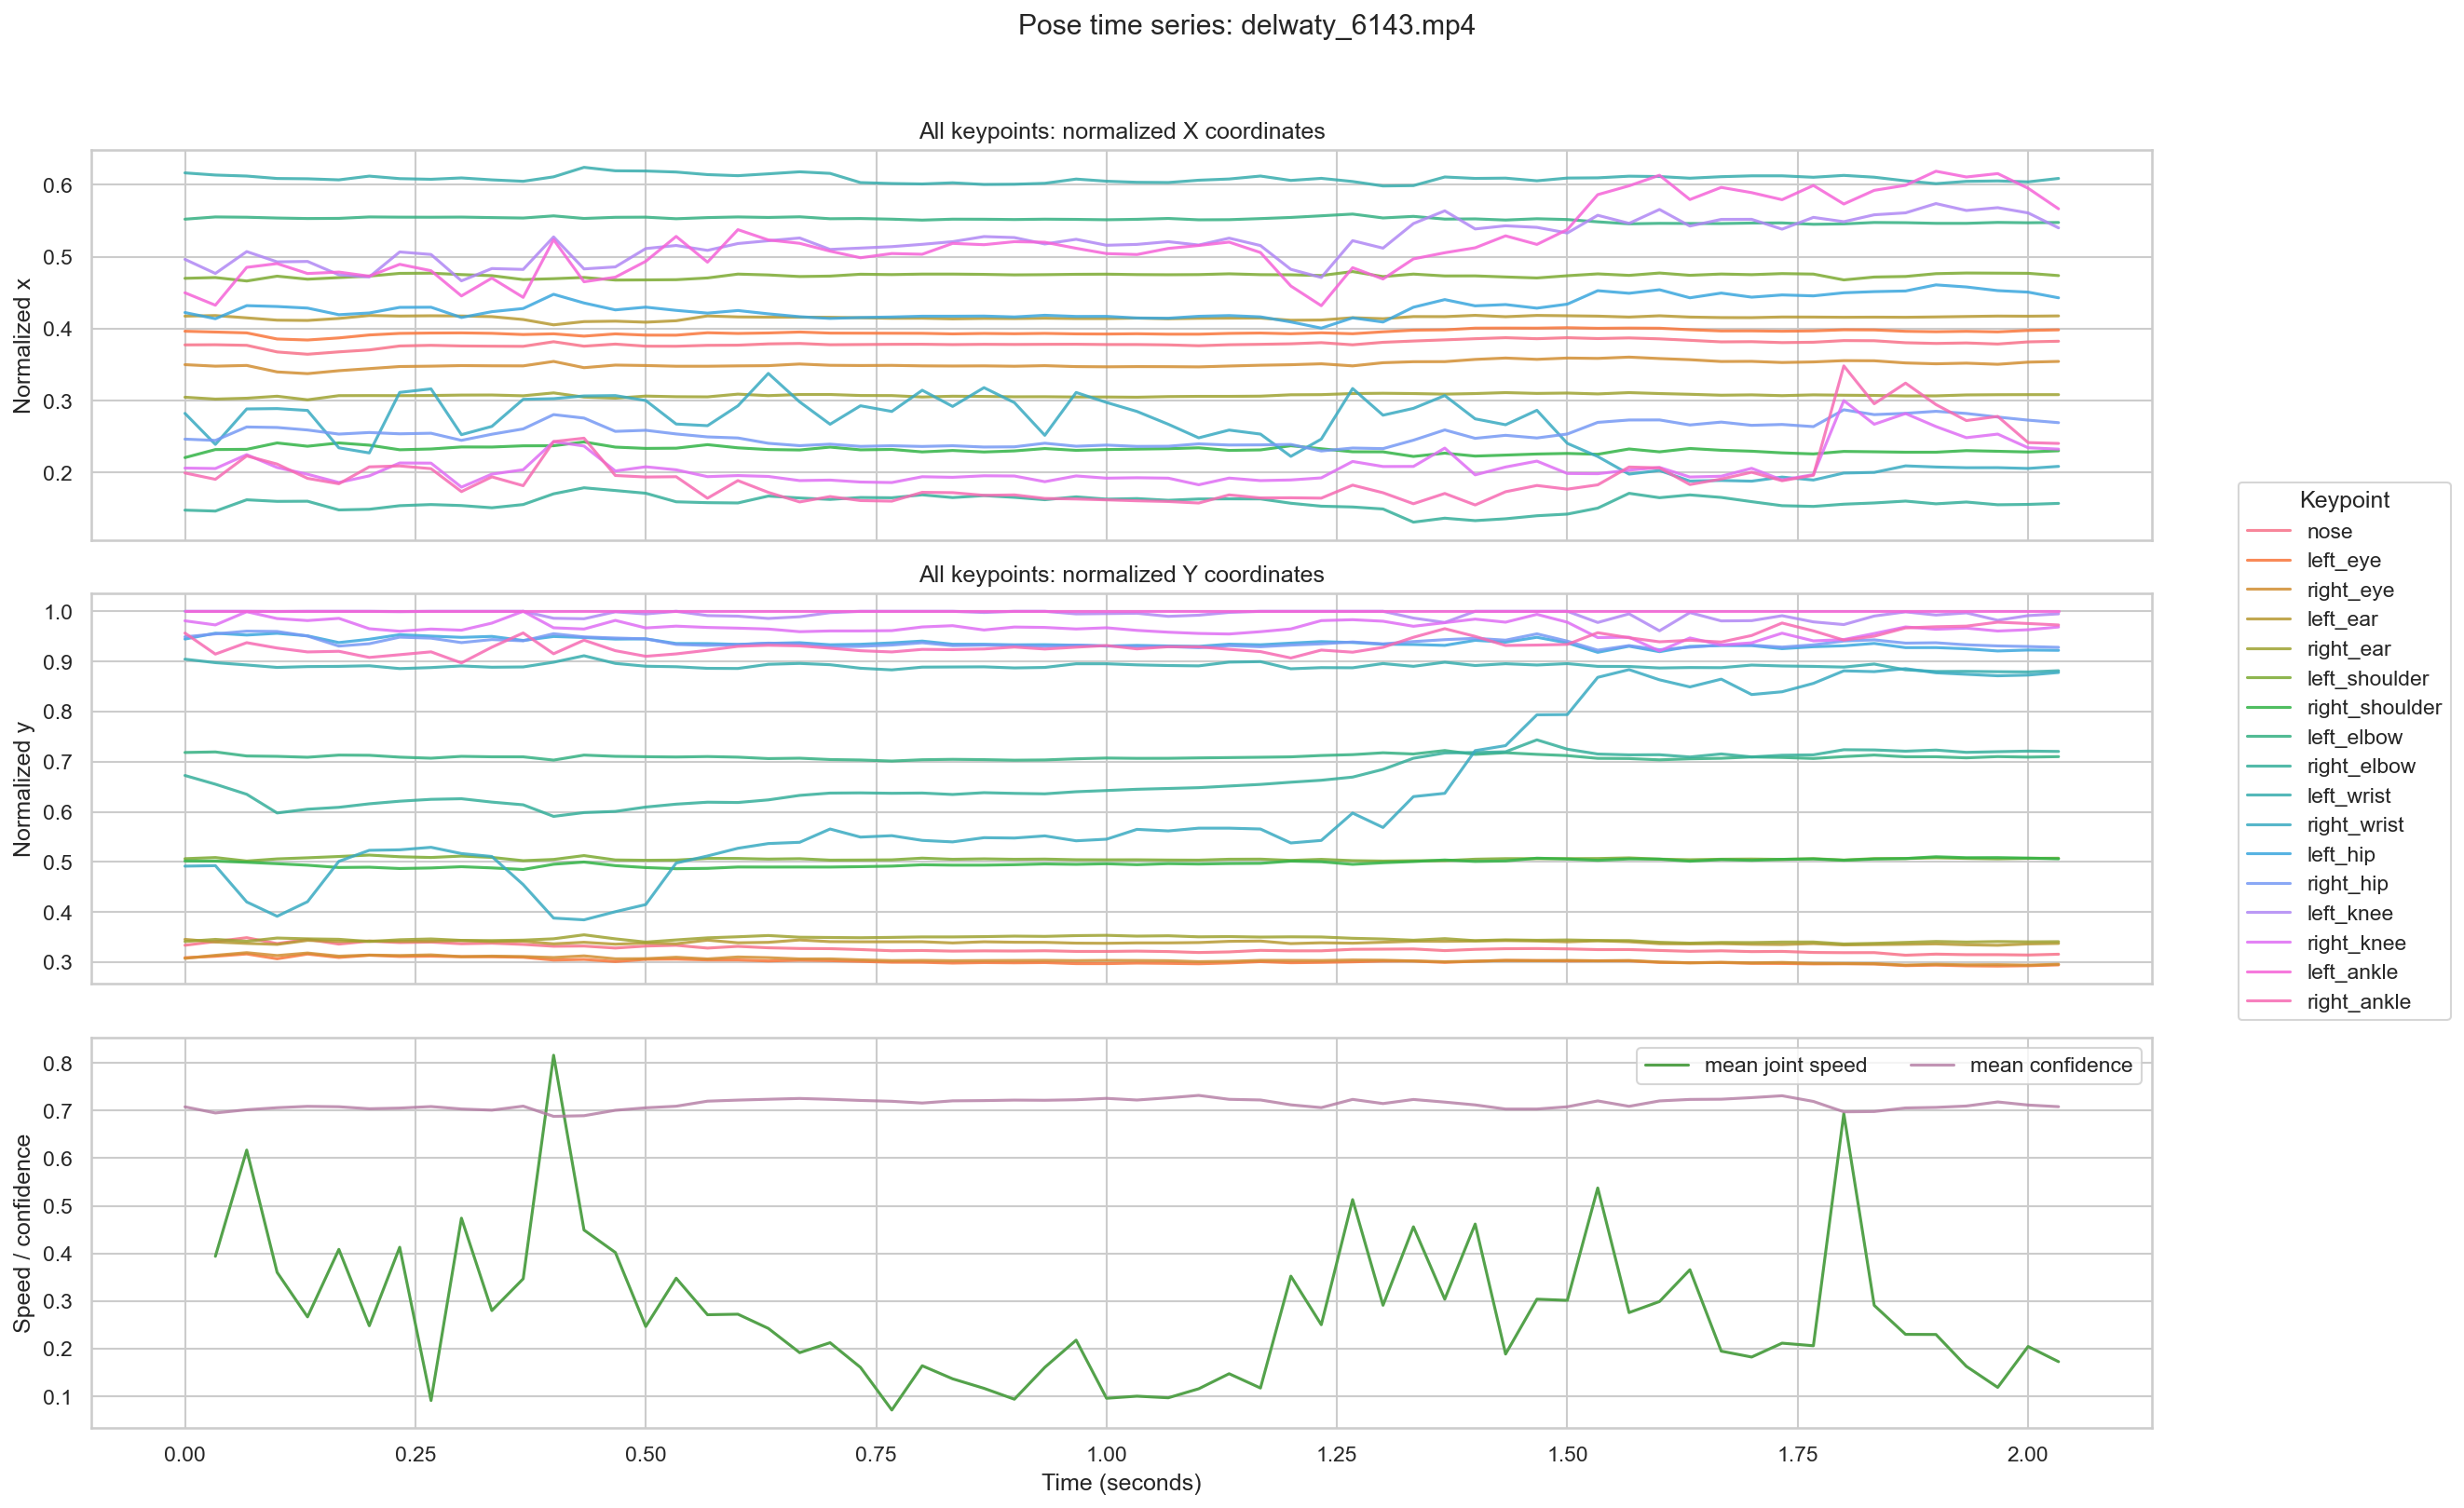 Pose time series: delwaty_6143.mp4
All keypoints: normalized X coordinates
Normalized x
0.6
0.5
0.4
0.3
0.2
All keypoints: normalized Y coordinates
Normalized y
1.0
0.9
0.8
0.7
0.6
0.5
0.4
0.3
Keypoint
nose
left_eye
right_eye
left_ear
right_ear
left_shoulder
right_shoulder
left_elbow
right_elbow
left_wrist
right_wrist
left_hip
right_hip
left_knee
right_knee
left_ankle
right_ankle
Speed / confidence
0.8
0.7
0.6
0.5
0.4
0.3
0.2
0.1
mean joint speed mean confidence
0.00 0.25 0.50 0.75 1.00 1.25 1.50 1.75 2.00
Time (seconds)